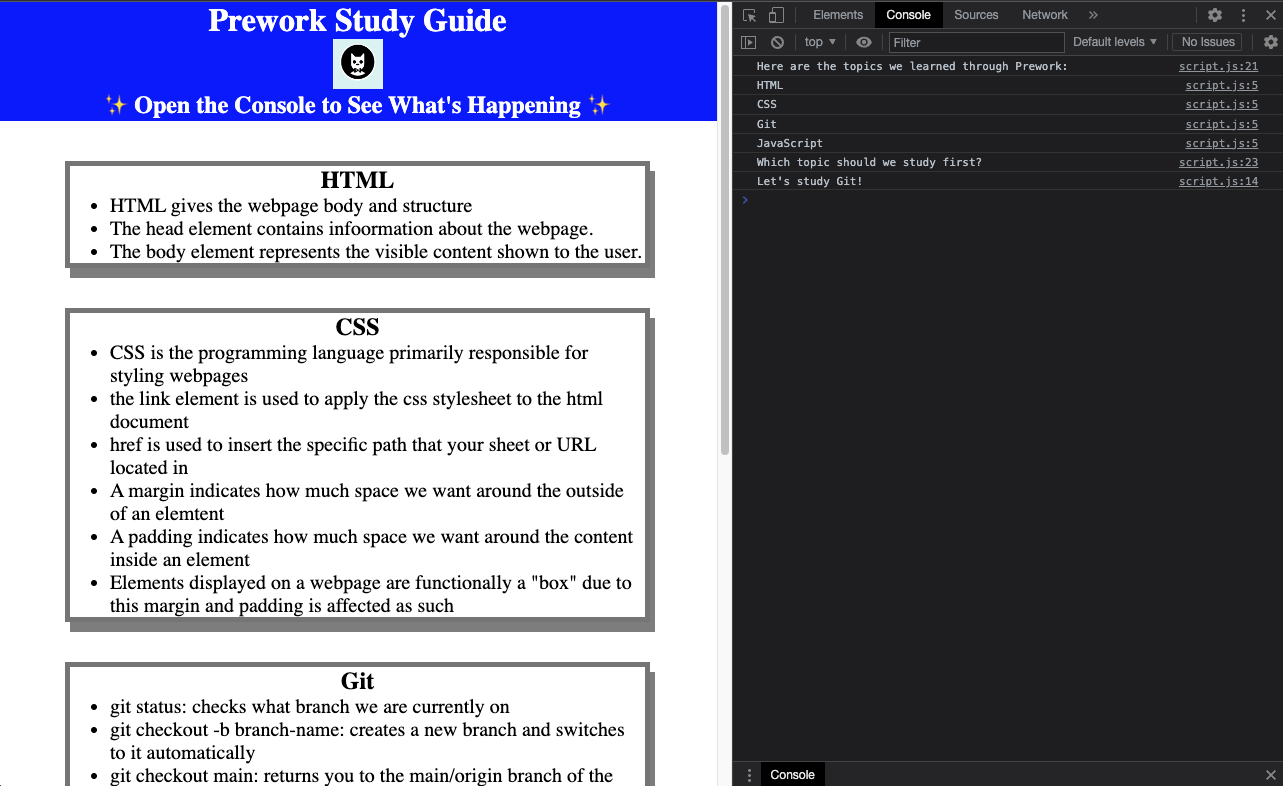 Prework Study Guide
✨ Open the Console to See What's Happening ✨
HTML
• HTML gives the webpage body and structure
• The head element contains infoormation about the webpage.
• The body element represents the visible content shown to the user.
CSS
• CSS is the programming language primarily responsible for
styling webpages
• the link element is used to apply the css stylesheet to the html
document
• href is used to insert the specific path that your sheet or URL
located in
• A margin indicates how much space we want around the outside
of an elemtent
• A padding indicates how much space we want around the content
inside an element
• Elements displayed on a webpage are functionally a "box" due to
this margin and padding is affected as such
Git
• git status: checks what branch we are currently on
• git checkout -b branch-name: creates a new branch and switches
to it automatically
• git checkout main: returns you to the main/origin branch of the
Elements Console Sources Network »
top ▼ Filter Default levels ▼ No Issues
Here are the topics we learned through Prework: script.js:21
HTML script.js:5
CSS script.js:5
Git script.js:5
JavaScript script.js:5
Which topic should we study first? script.js:23
Let's study Git! script.js:14
>
Console